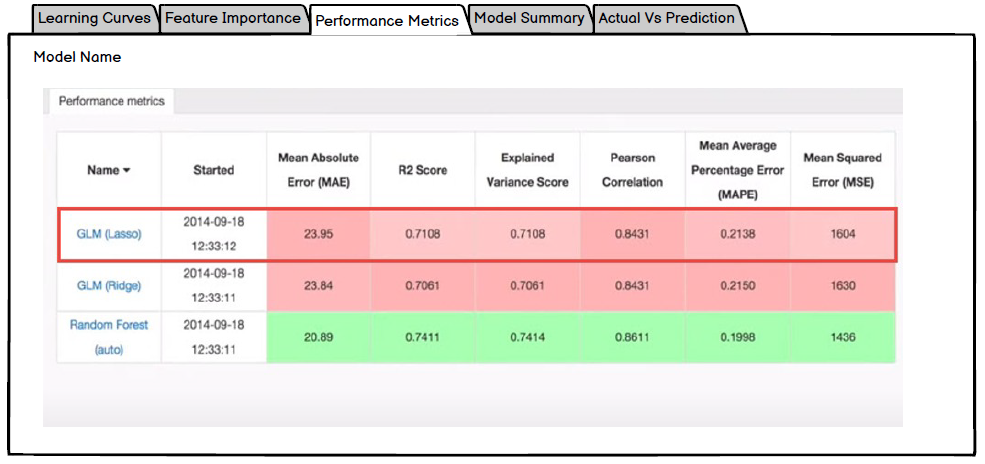 Learning Curves Feature Importance Performance Metrics Model Summary Actual Vs Prediction
Model Name
Performance metrics
Name Started Mean Absolute Error (MAE) R2 Score Explained Variance Score Pearson Correlation Mean Average Percentage Error (MAPE) Mean Squared Error (MSE)
GLM (Lasso) 2014-09-18 12:33:12 23.95 0.7108 0.7108 0.8431 0.2138 1604
GLM (Ridge) 2014-09-18 12:33:11 23.84 0.7061 0.7061 0.8431 0.2150 1630
Random Forest (auto) 2014-09-18 12:33:11 20.89 0.7411 0.7414 0.8611 0.1998 1436